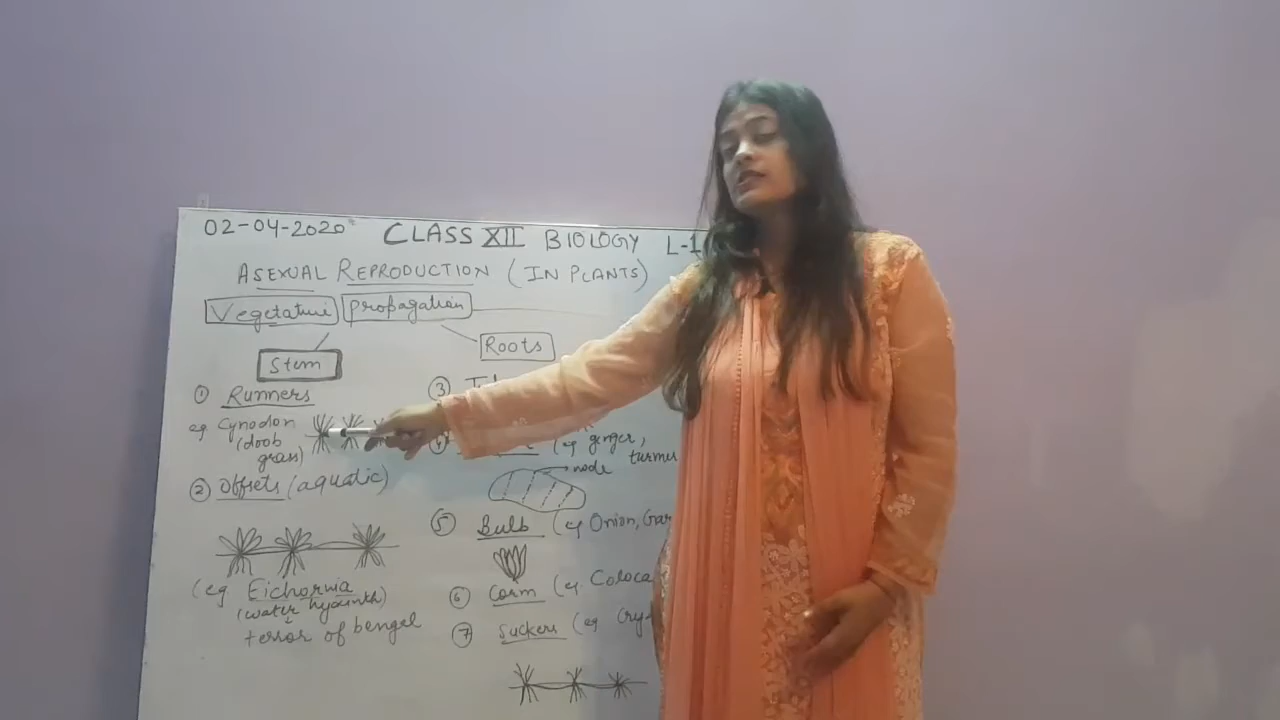 02-04-2020
CLASS XII BIOLOGY L-1
ASEXUAL REPRODUCTION (IN PLANTS)
Vegetative Propagation
Stem
Roots
① Runners
eg Cynodon
(doob
grass)
② Offsets (aquatic)
(eg Eichornia
(water hyacinth)
terror of bengal
③
④ (eg ginger,
turmer
node
⑤ Bulb (eg Onion, Gar
⑥ Corm (eg. Coloca
⑦ Suckers (eg Cry